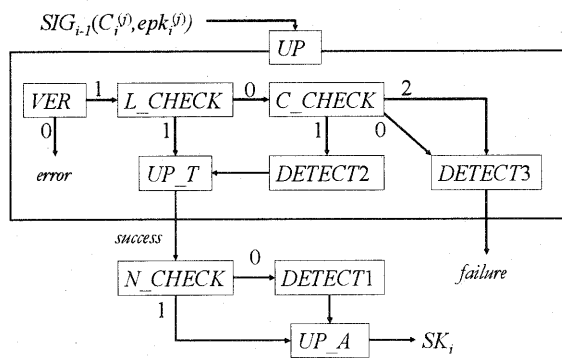 SIG_{i-1}(C_i^{(j)}, epk_i^{(j)})
UP
VER 1 L_CHECK 0 C_CHECK 2
0 1 1 0
error UP_T DETECT2 DETECT3
success
N_CHECK 0 DETECT1 failure
1
UP_A SK_i